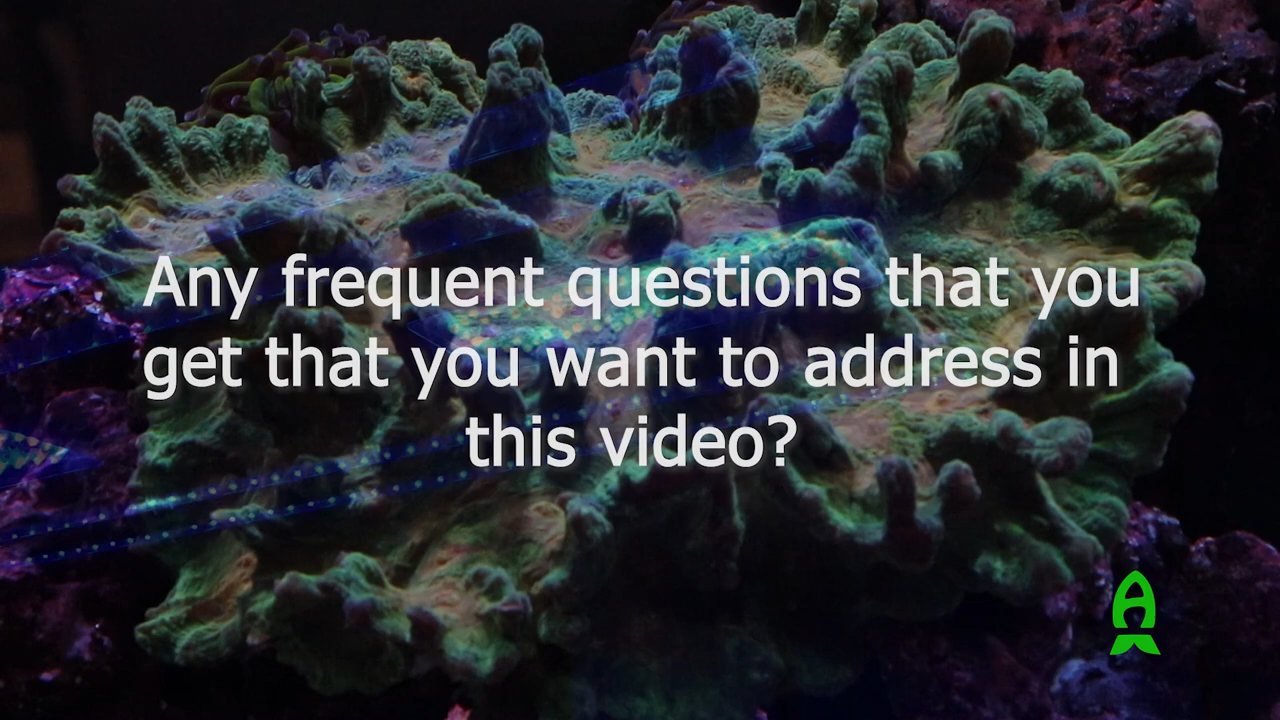 Any frequent questions that you
get that you want to address in
this video?